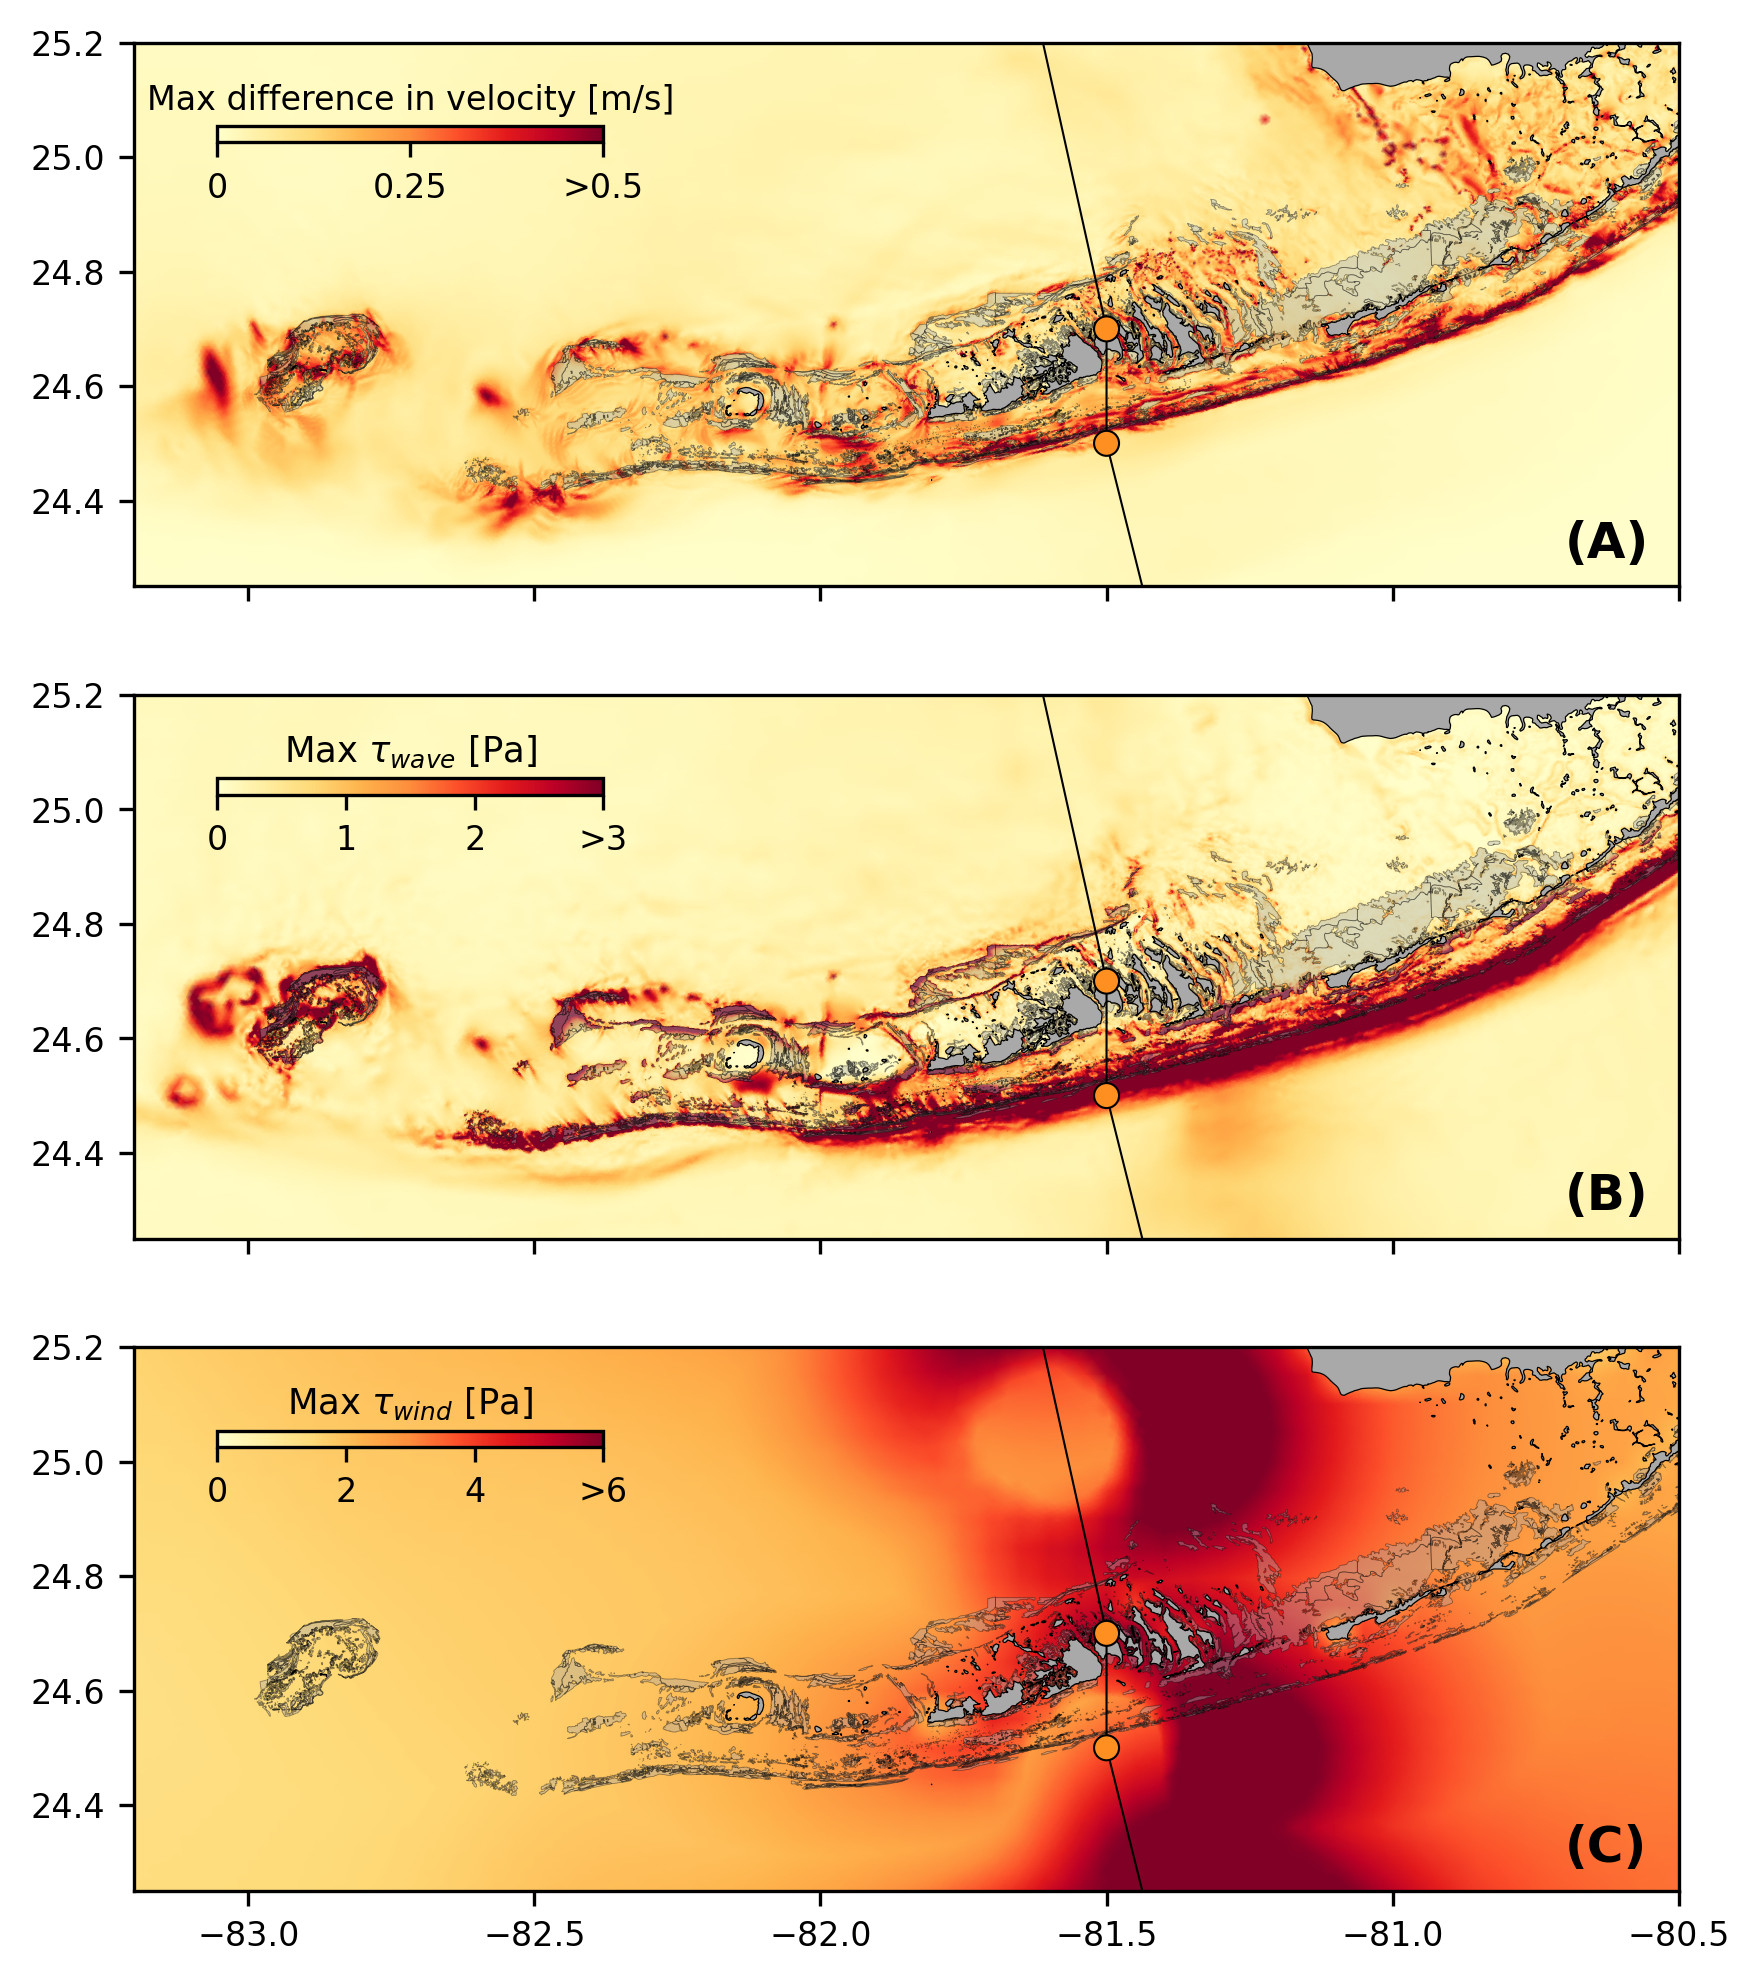 25.2
Max difference in velocity [m/s]
25.0
0 0.25 >0.5
24.8
24.6
24.4
(A)
25.2
Max τwave [Pa]
25.0
0 1 2 >3
24.8
24.6
24.4
(B)
25.2
Max τwind [Pa]
25.0
0 2 4 >6
24.8
24.6
24.4
(C)
−83.0 −82.5 −82.0 −81.5 −81.0 −80.5